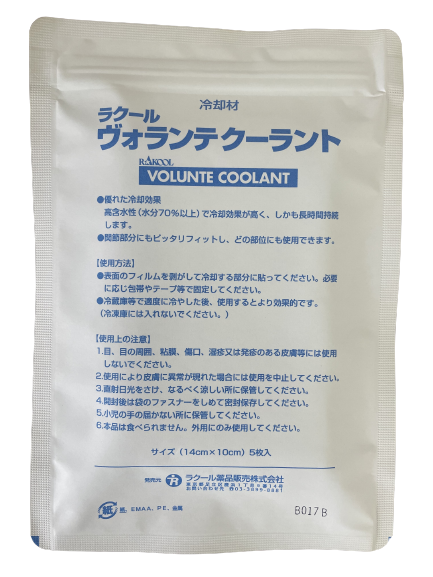 冷却材
ラクール
ヴォランテクーラント
RAKOOL
VOLUNTE COOLANT
●優れた冷却効果
高含水性（水分70％以上）で冷却効果が高く、しかも長時間持続
します。
●関節部分にもピッタリフィットし、どの部位にも使用できます。
【使用方法】
●表面のフィルムを剥がして冷却する部分に貼ってください。必要
に応じ包帯やテープ等で固定してください。
●冷蔵庫等で適度に冷やした後、使用するとより効果的です。
（冷凍庫には入れないでください。）
【使用上の注意】
1.目、目の周囲、粘膜、傷口、湿疹又は発疹のある皮膚等には使用
しないでください。
2.使用により皮膚に異常が現れた場合には使用を中止してください。
3.直射日光をさけ、なるべく涼しい所に保管してください。
4.開封後は袋のファスナーをしめて密封保存してください。
5.小児の手の届かない所に保管してください。
6.本品は食べられません。外用にのみ使用してください。
サイズ（14cm×10cm）5枚入
発売元 ラクール薬品販売株式会社
東京都足立区
お問い合わせ先
紙 紙、EMAA、PE、金属
B017B